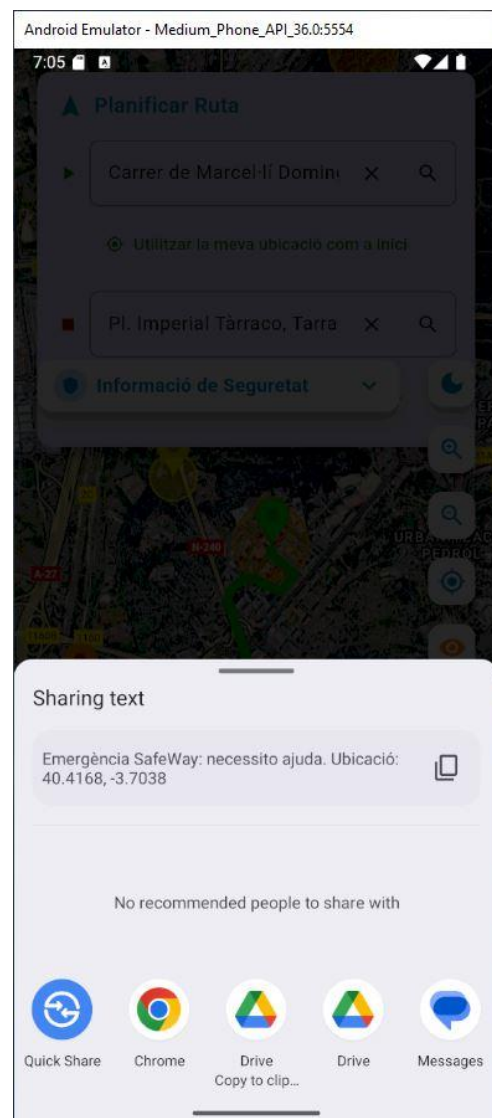 Android Emulator - Medium_Phone_API_36.0:5554
7:05
Planificar Ruta
Carrer de Marcel·lí Domin
Utilitzar la meva ubicació com a inici
Pl. Imperial Tàrraco, Tarra
Informació de Seguretat
N-240
A-27
Sharing text
Emergència SafeWay: necessito ajuda. Ubicació:
40.4168, -3.7038
No recommended people to share with
Quick Share
Chrome
Drive
Copy to clip...
Drive
Messages